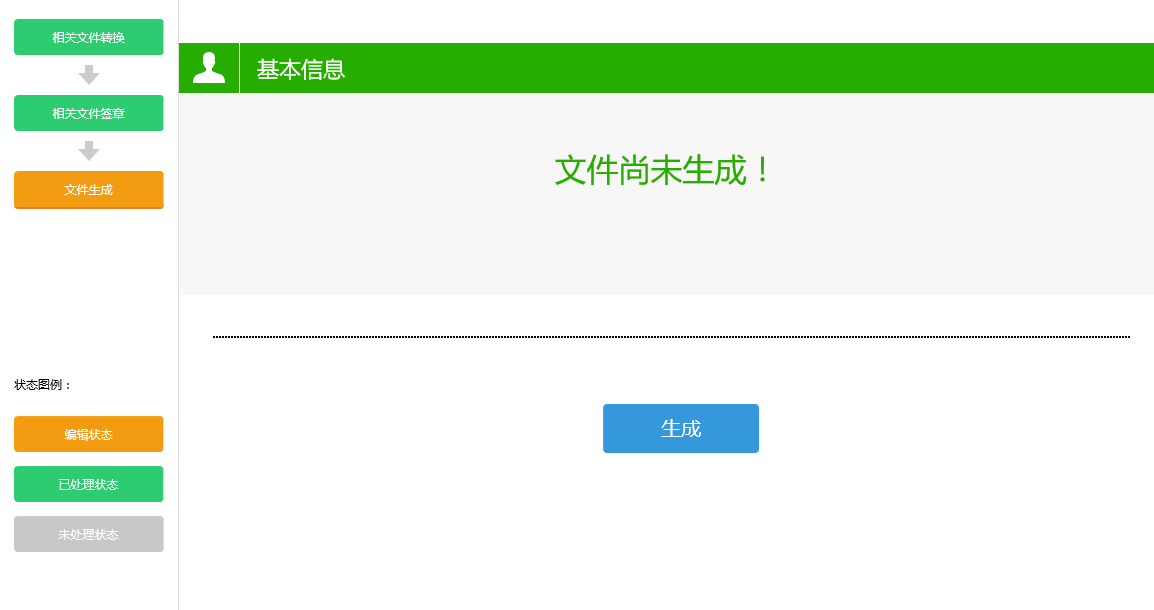 相关文件转换
相关文件签章
文件生成
状态图例：
编辑状态
已处理状态
未处理状态
基本信息
文件尚未生成！
生成